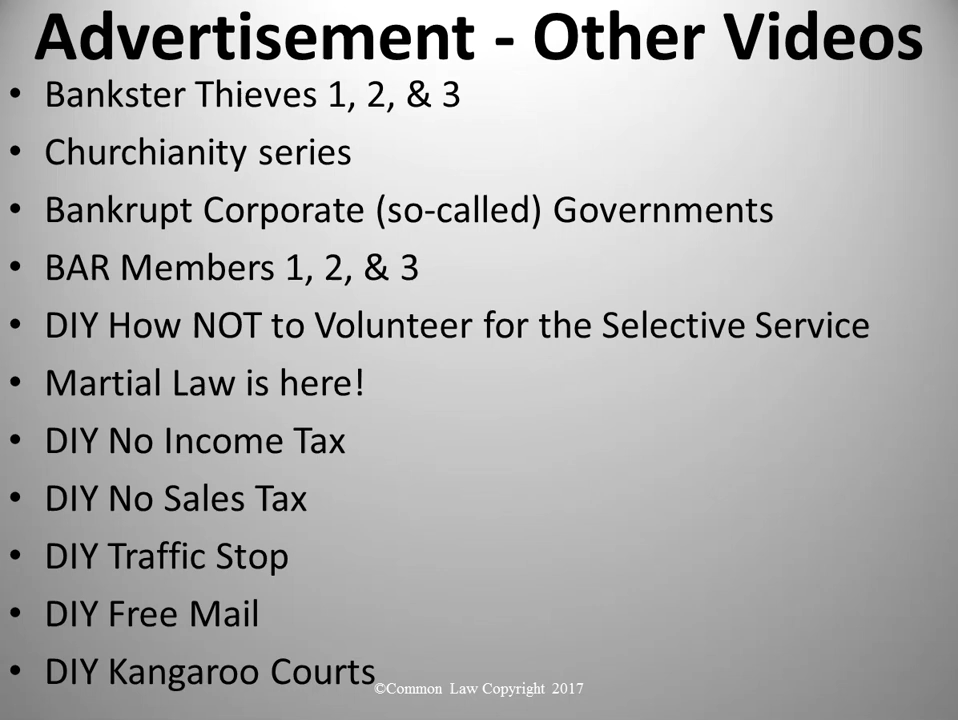 Advertisement - Other Videos
• Bankster Thieves 1, 2, & 3
• Churchianity series
• Bankrupt Corporate (so-called) Governments
• BAR Members 1, 2, & 3
• DIY How NOT to Volunteer for the Selective Service
• Martial Law is here!
• DIY No Income Tax
• DIY No Sales Tax
• DIY Traffic Stop
• DIY Free Mail
• DIY Kangaroo Courts
©Common Law Copyright 2017